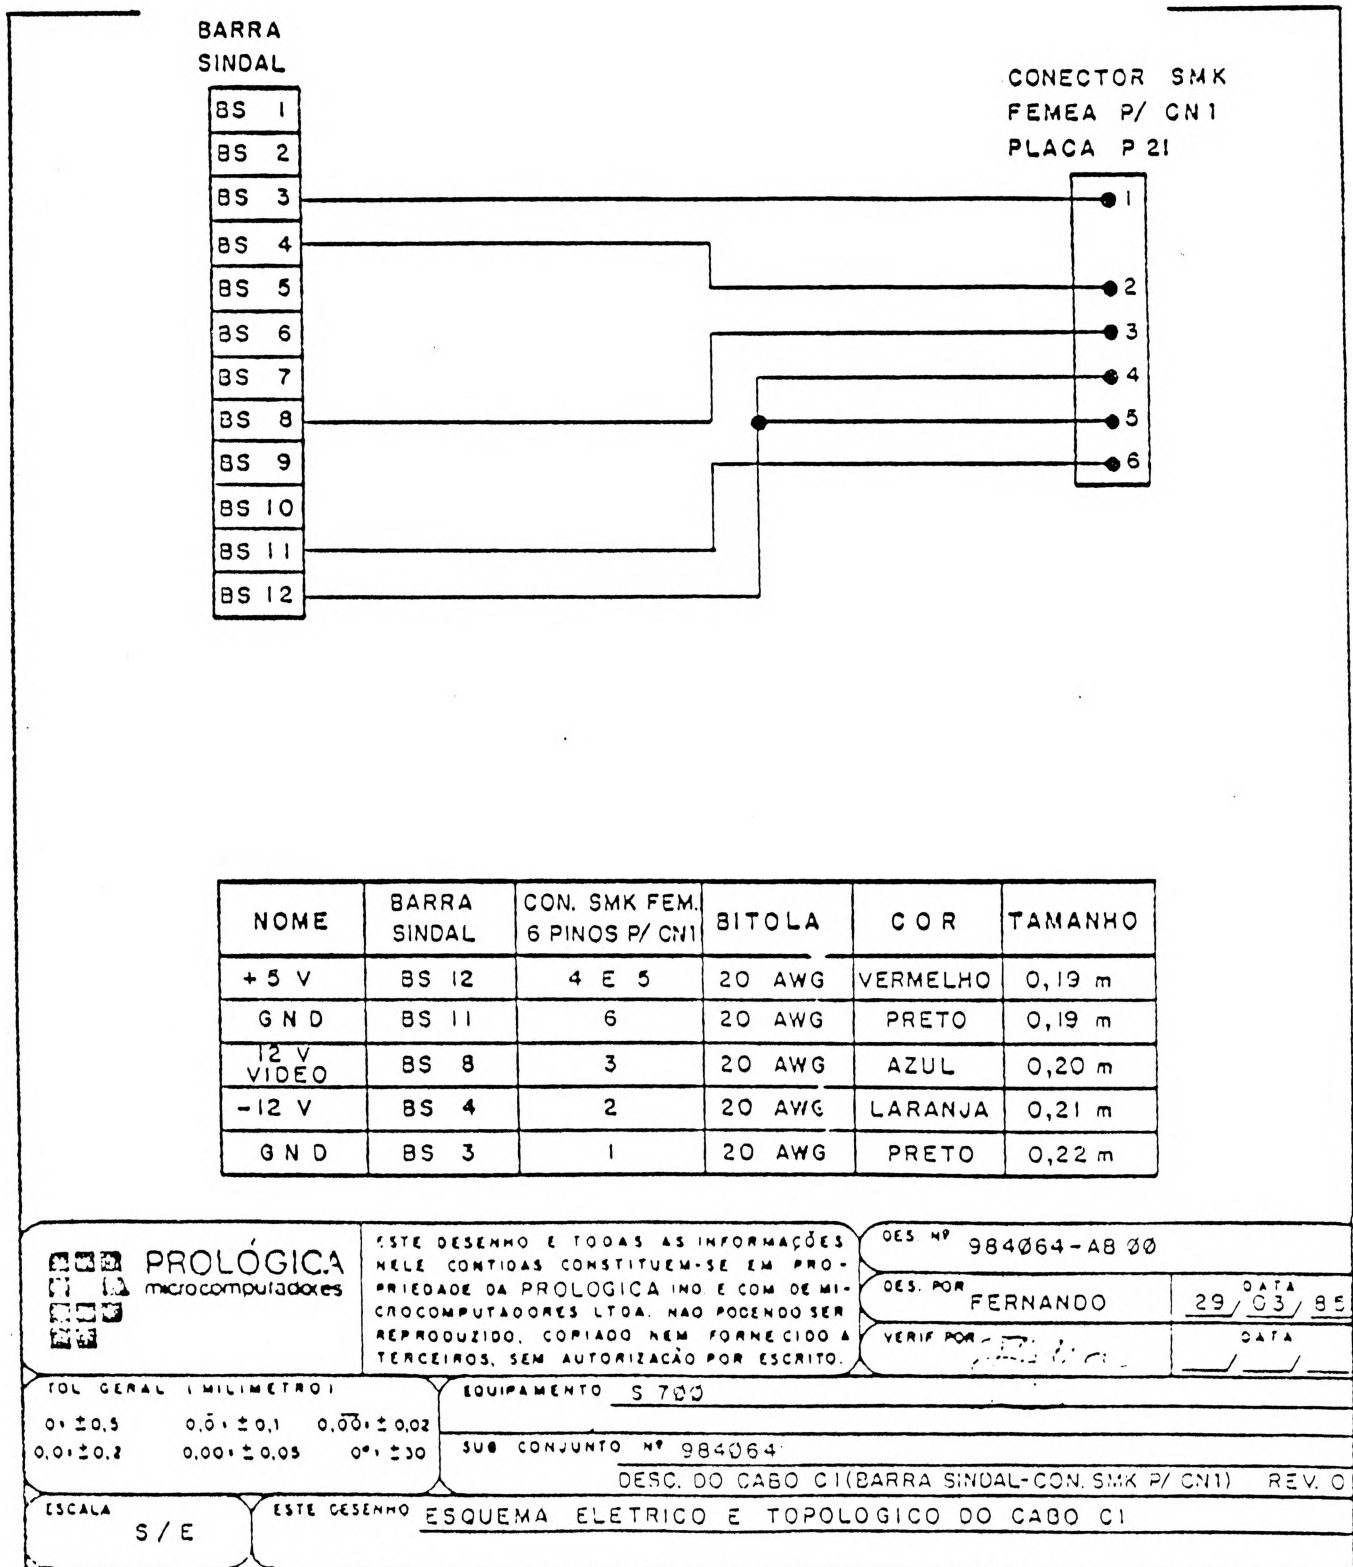 BARRA
SINDAL
BS 1
BS 2
BS 3
BS 4
BS 5
BS 6
BS 7
BS 8
BS 9
BS 10
BS 11
BS 12
CONECTOR SMK
FEMEA P/ CN1
PLACA P 21
1
2
3
4
5
6
NOME BARRA SINDAL CON. SMK FEM. 6 PINOS P/ CN1 BITOLA COR TAMANHO
+5 V BS 12 4 E 5 20 AWG VERMELHO 0,19 m
GND BS 11 6 20 AWG PRETO 0,19 m
12 V VIDEO BS 8 3 20 AWG AZUL 0,20 m
-12 V BS 4 2 20 AWG LARANJA 0,21 m
GND BS 3 1 20 AWG PRETO 0,22 m
PROLÓGICA
microcomputadores
ESTE DESENHO E TODAS AS INFORMAÇÕES
NELE CONTIDAS CONSTITUEM-SE EM PRO-
PRIEDADE DA PROLOGICA IND. E COM DE MI-
CROCOMPUTADORES LTDA. NAO PODENDO SER
REPRODUZIDO, COPIADO NEM FORNECIDO A
TERCEIROS, SEM AUTORIZACÃO POR ESCRITO.
DES Nº 984064-AB 00
DES. POR FERNANDO DATA 29/03/85
VERIF POR DATA
TOL GERAL (MILIMETRO)
0: ±0,5 0,0̄: ±0,1 0,0̄0̄: ±0,02
0,0: ±0,2 0,00: ±0,05 0°: ±30
EQUIPAMENTO S 700
SUB CONJUNTO Nº 984064
DESC. DO CABO C1 (BARRA SINDAL-CON. SMK P/ CN1) REV. 0
ESCALA S/E
ESTE DESENHO ESQUEMA ELETRICO E TOPOLOGICO DO CABO C1